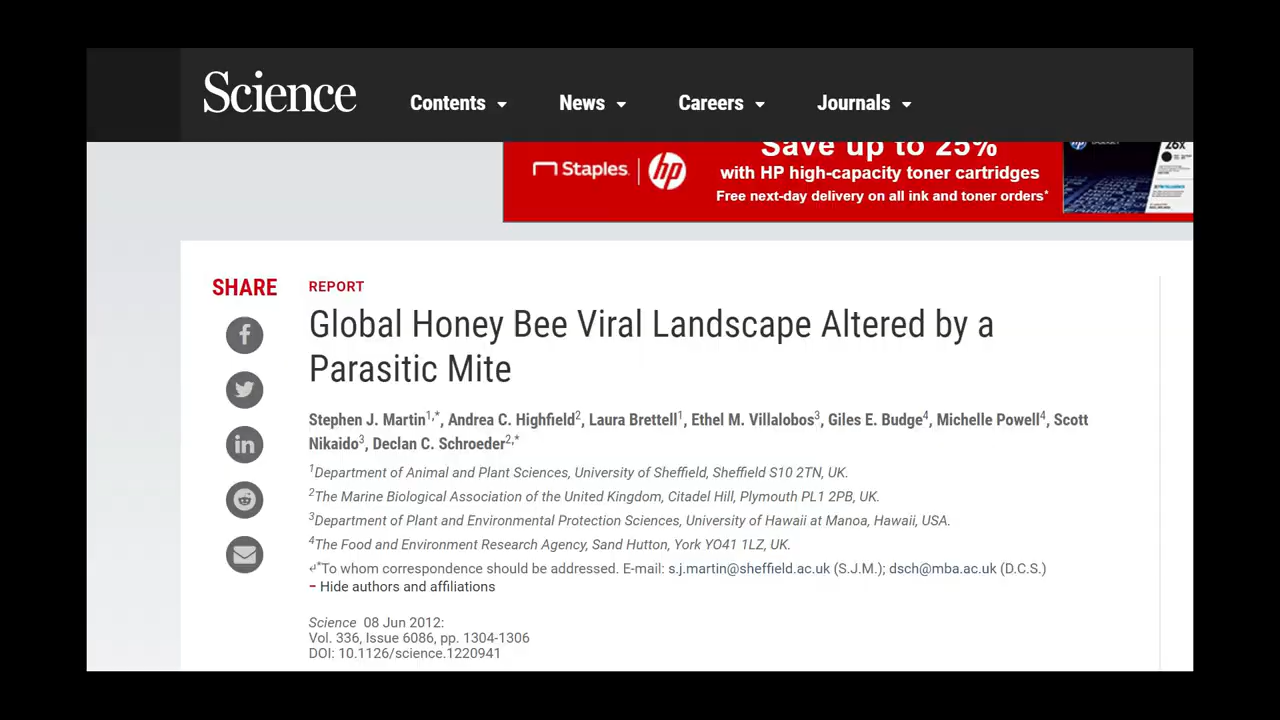 Science
Contents
News
Careers
Journals
Save up to 25%
Staples
hp
with HP high-capacity toner cartridges
Free next-day delivery on all ink and toner orders*
26X
SHARE
REPORT
Global Honey Bee Viral Landscape Altered by a
Parasitic Mite
Stephen J. Martin1,*, Andrea C. Highfield2, Laura Brettell1, Ethel M. Villalobos3, Giles E. Budge4, Michelle Powell4, Scott
Nikaido3, Declan C. Schroeder2,*
1Department of Animal and Plant Sciences, University of Sheffield, Sheffield S10 2TN, UK.
2The Marine Biological Association of the United Kingdom, Citadel Hill, Plymouth PL1 2PB, UK.
3Department of Plant and Environmental Protection Sciences, University of Hawaii at Manoa, Hawaii, USA.
4The Food and Environment Research Agency, Sand Hutton, York YO41 1LZ, UK.
↵*To whom correspondence should be addressed. E-mail: s.j.martin@sheffield.ac.uk (S.J.M.); dsch@mba.ac.uk (D.C.S.)
– Hide authors and affiliations
Science 08 Jun 2012:
Vol. 336, Issue 6086, pp. 1304-1306
DOI: 10.1126/science.1220941